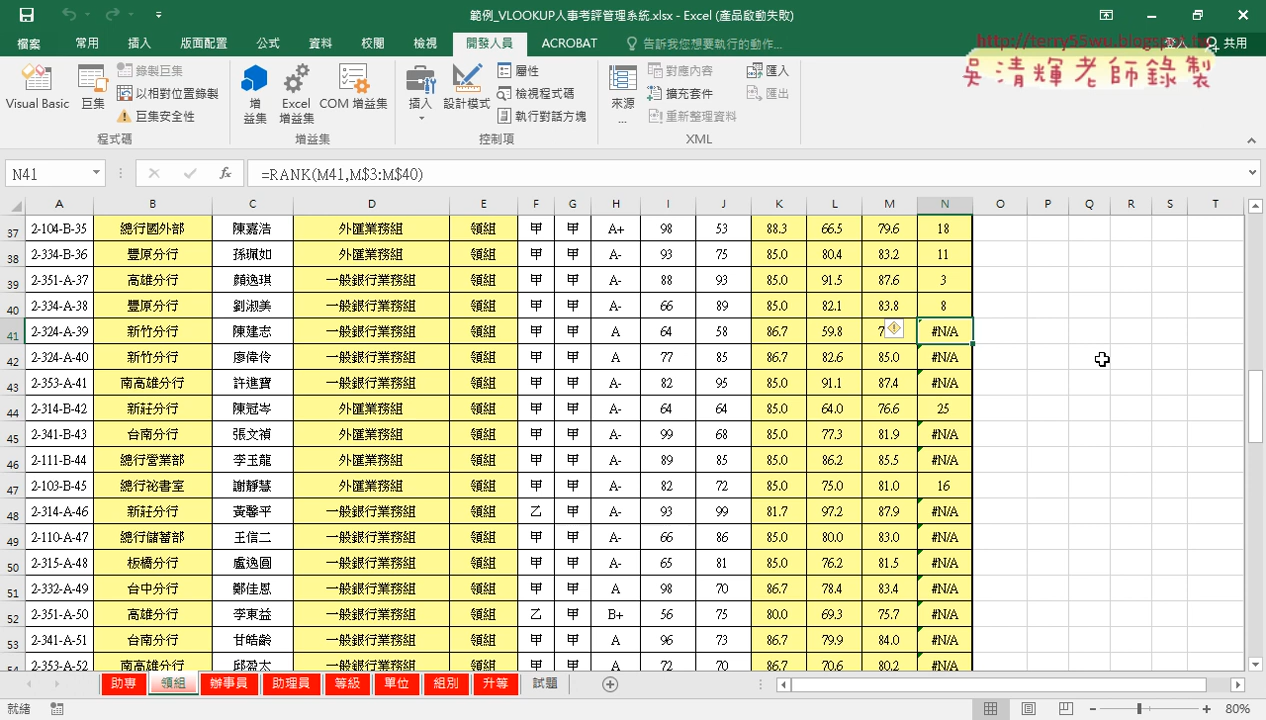 範例_VLOOKUP人事考評管理系統.xlsx - Excel (產品啟動失敗)
檔案 常用 插入 版面配置 公式 資料 校閱 檢視 開發人員 ACROBAT 告訴我您想要執行的動作... 登入 共用
http://terry55wu.blogspot.tw
吳清輝老師錄製
Visual Basic 巨集 錄製巨集 以相對位置錄製 巨集安全性
程式碼
增益集 Excel 增益集 COM 增益集
增益集
插入 設計模式 屬性 檢視程式碼 執行對話方塊
控制項
來源... 對應內容 擴充套件 重新整理資料 匯入 匯出
XML
N41 fx =RANK(M41,M$3:M$40)
A B C D E F G H I J K L M N O P Q R S T
37 2-104-B-35 總行國外部 陳嘉浩 外匯業務組 領組 甲 甲 A+ 98 53 88.3 66.5 79.6 18
38 2-334-B-36 豐原分行 孫珮如 外匯業務組 領組 甲 甲 A- 93 75 85.0 80.4 83.2 11
39 2-351-A-37 高雄分行 顏逸琪 一般銀行業務組 領組 甲 甲 A- 88 93 85.0 91.5 87.6 3
40 2-334-A-38 豐原分行 劉淑美 一般銀行業務組 領組 甲 甲 A- 66 89 85.0 82.1 83.8 8
41 2-324-A-39 新竹分行 陳建志 一般銀行業務組 領組 甲 甲 A 64 58 86.7 59.8 7 #N/A
42 2-324-A-40 新竹分行 廖偉伶 一般銀行業務組 領組 甲 甲 A 77 85 86.7 82.6 85.0 #N/A
43 2-353-A-41 南高雄分行 許進寶 一般銀行業務組 領組 甲 甲 A- 82 95 85.0 91.1 87.4 #N/A
44 2-314-B-42 新莊分行 陳冠岑 外匯業務組 領組 甲 甲 A- 64 64 85.0 64.0 76.6 25
45 2-341-B-43 台南分行 張文禎 外匯業務組 領組 甲 甲 A- 99 68 85.0 77.3 81.9 #N/A
46 2-111-B-44 總行營業部 李玉龍 外匯業務組 領組 甲 甲 A- 89 85 85.0 86.2 85.5 #N/A
47 2-103-B-45 總行祕書室 謝靜慧 外匯業務組 領組 甲 甲 A- 82 72 85.0 75.0 81.0 16
48 2-314-A-46 新莊分行 黃馨平 一般銀行業務組 領組 乙 甲 A- 93 99 81.7 97.2 87.9 #N/A
49 2-110-A-47 總行儲蓄部 王信二 一般銀行業務組 領組 甲 甲 A- 66 86 85.0 80.0 83.0 #N/A
50 2-315-A-48 板橋分行 盧逸圓 一般銀行業務組 領組 甲 甲 A- 65 81 85.0 76.2 81.5 #N/A
51 2-332-A-49 台中分行 鄭佳恩 一般銀行業務組 領組 甲 甲 A 98 70 86.7 78.4 83.4 #N/A
52 2-351-A-50 高雄分行 李東益 一般銀行業務組 領組 乙 甲 B+ 56 75 80.0 69.3 75.7 #N/A
53 2-341-A-51 台南分行 甘皓齡 一般銀行業務組 領組 甲 甲 A 96 73 86.7 79.9 84.0 #N/A
54 2-353-A-52 南高雄分行 邱盈太 一般銀行業務組 領組 甲 甲 A 72 70 86.7 70.6 80.2 #N/A
助專 領組 辦事員 助理員 等級 單位 組別 升等 試題
就緒 80%